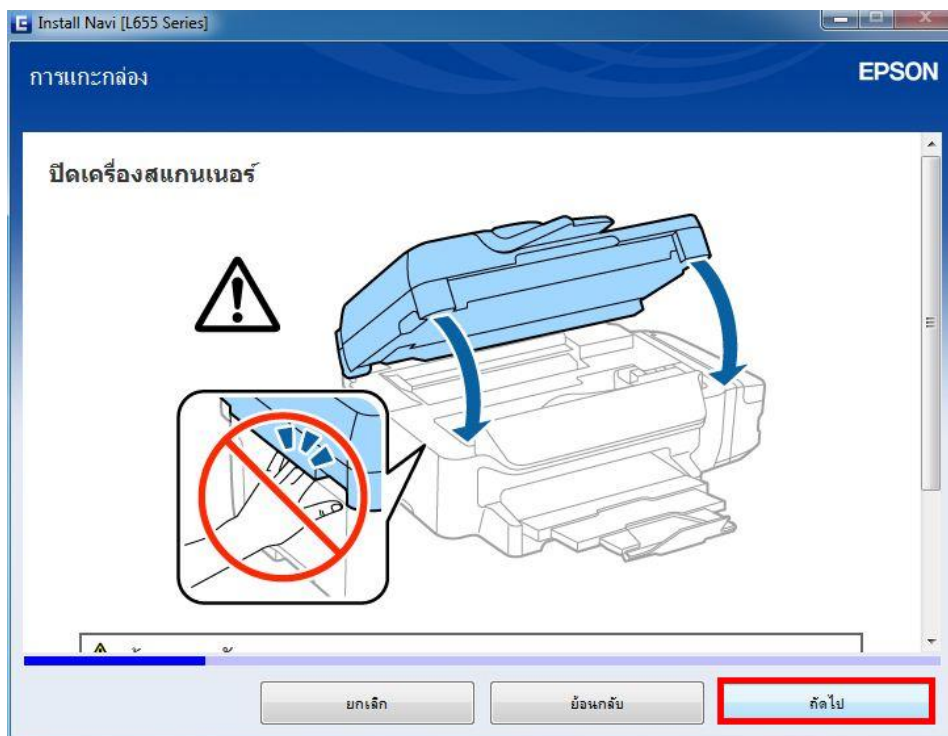 Install Navi [L655 Series]
การแกะกล่อง
EPSON
ปิดเครื่องสแกนเนอร์
ยกเลิก
ย้อนกลับ
ถัดไป